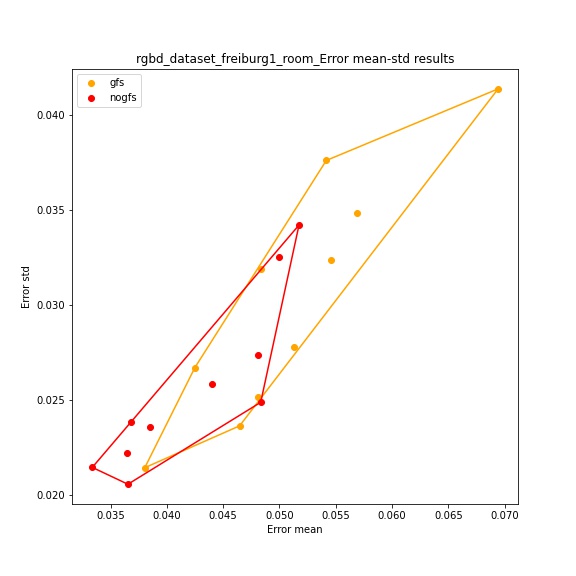 rgbd_dataset_freiburg1_room_Error mean-std results
gfs
nogfs
0.040
0.035
0.030
0.025
0.020
Error std
0.035 0.040 0.045 0.050 0.055 0.060 0.065 0.070
Error mean